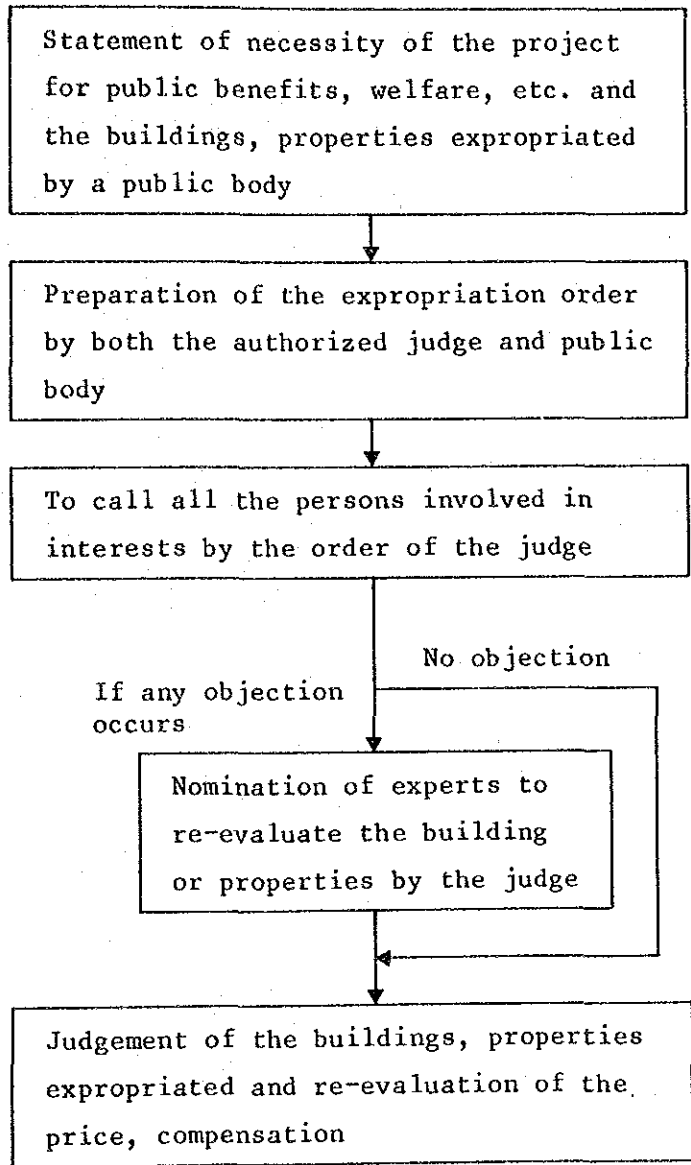 Statement of necessity of the project
for public benefits, welfare, etc. and
the buildings, properties expropriated
by a public body
Preparation of the expropriation order
by both the authorized judge and public
body
To call all the persons involved in
interests by the order of the judge
No objection
If any objection
occurs
Nomination of experts to
re-evaluate the building
or properties by the judge
Judgement of the buildings, properties
expropriated and re-evaluation of the
price, compensation